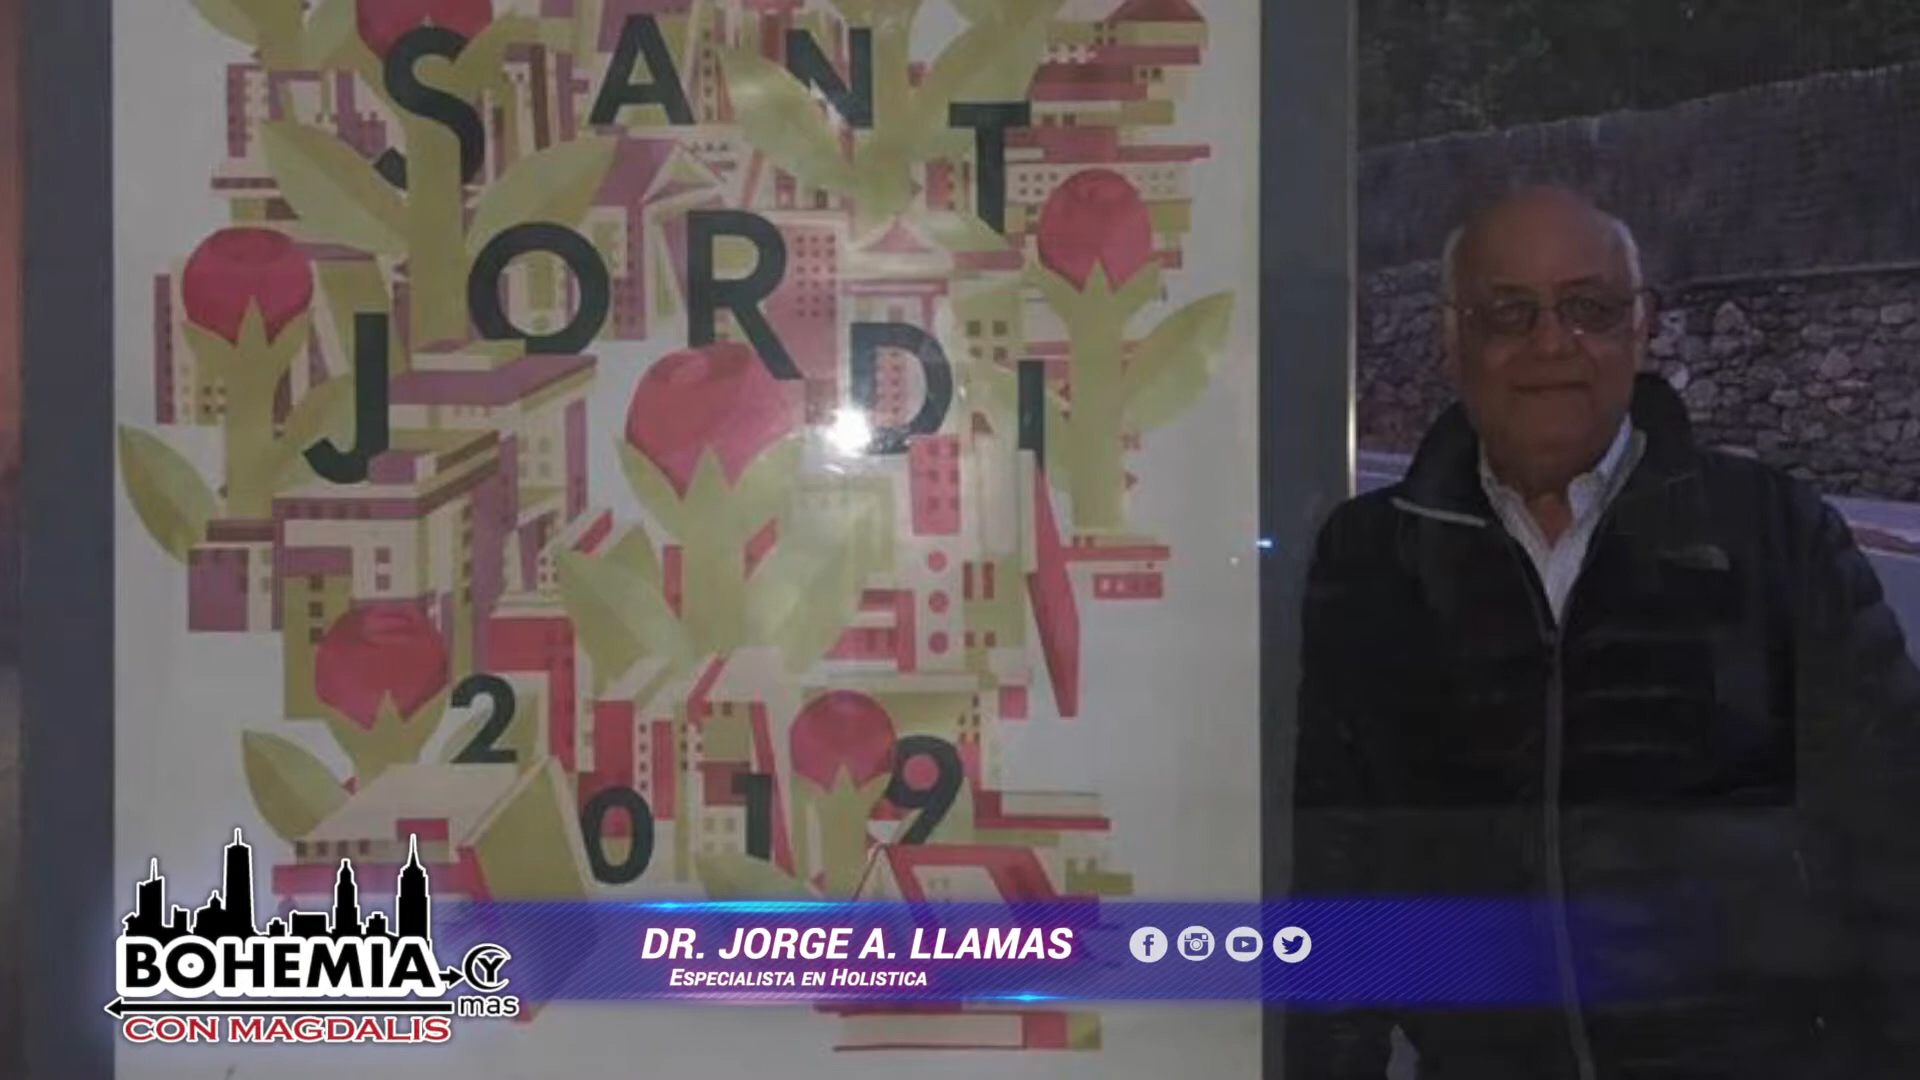 SANT
JORDI
2019
BOHEMIA
Y
mas
CON MAGDALIS
DR. JORGE A. LLAMAS
ESPECIALISTA EN HOLISTICA